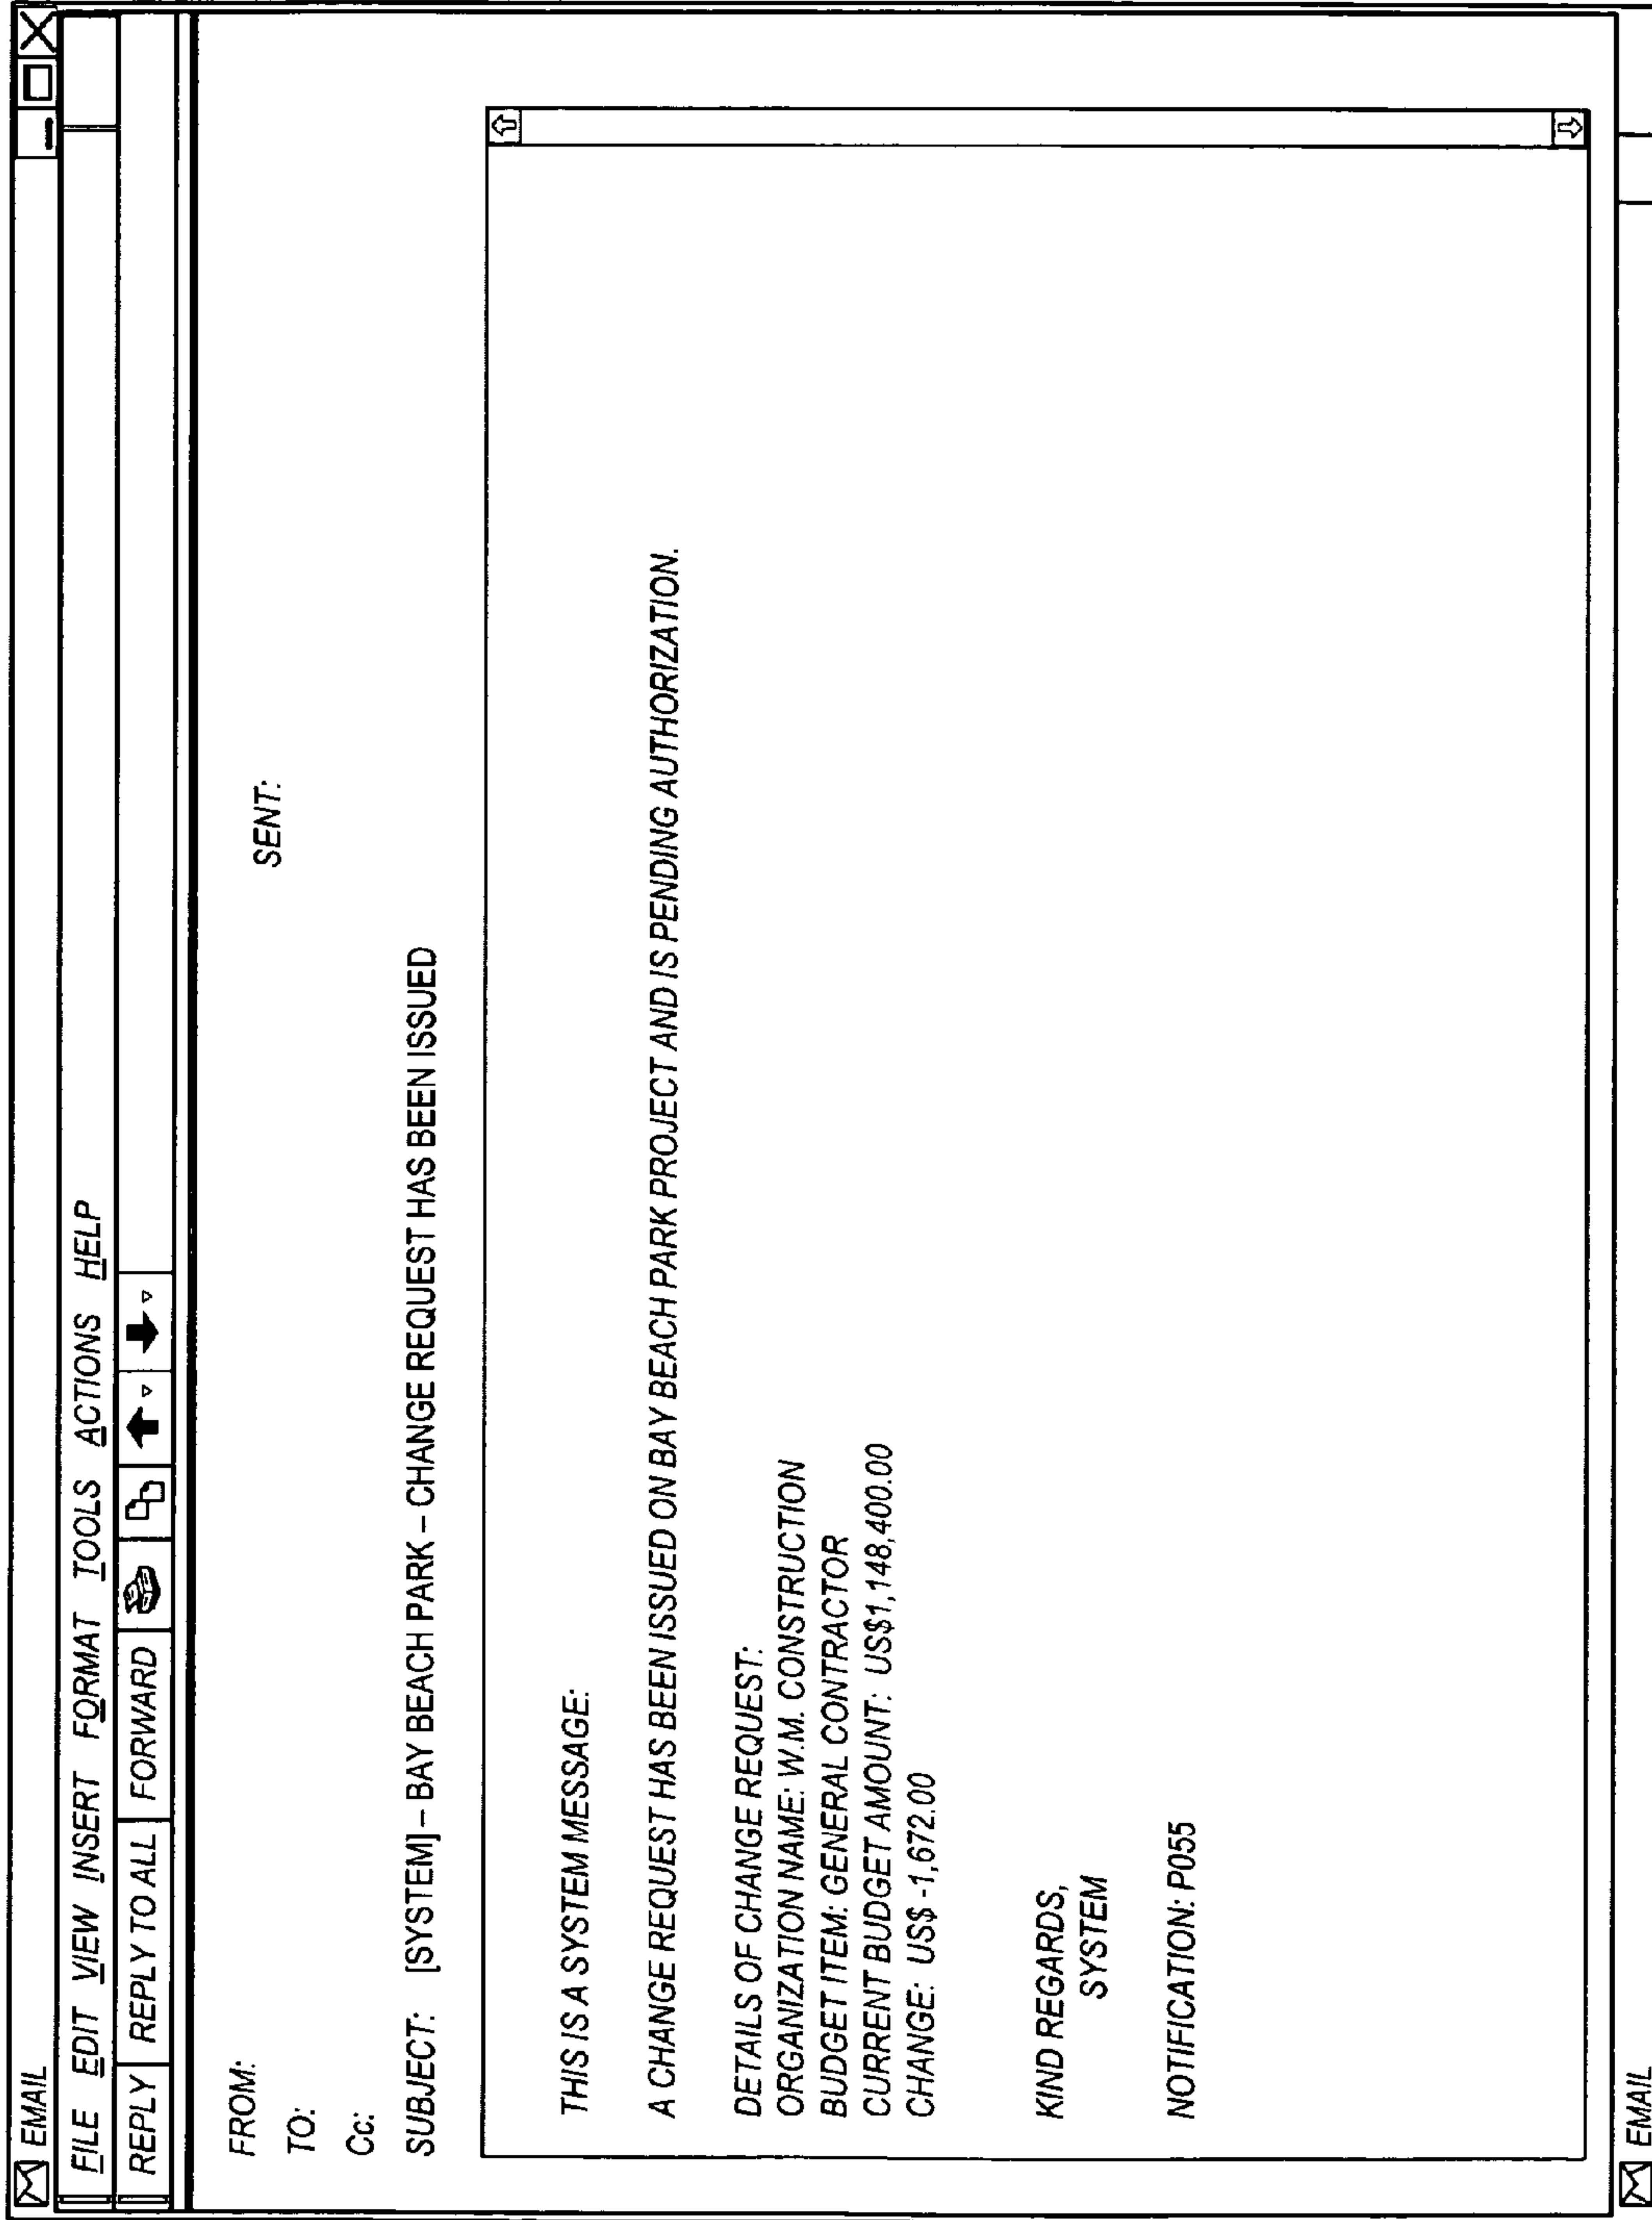 EMAIL
FILE EDIT VIEW INSERT FORMAT TOOLS ACTIONS HELP
REPLY REPLY TO ALL FORWARD
FROM:
SENT:
TO:
Cc:
SUBJECT: [SYSTEM] – BAY BEACH PARK – CHANGE REQUEST HAS BEEN ISSUED
THIS IS A SYSTEM MESSAGE:
A CHANGE REQUEST HAS BEEN ISSUED ON BAY BEACH PARK PROJECT AND IS PENDING AUTHORIZATION.
DETAILS OF CHANGE REQUEST:
ORGANIZATION NAME: W.M. CONSTRUCTION
BUDGET ITEM: GENERAL CONTRACTOR
CURRENT BUDGET AMOUNT: US$1,148,400.00
CHANGE: US$ -1,672.00
KIND REGARDS,
SYSTEM
NOTIFICATION: P055
EMAIL